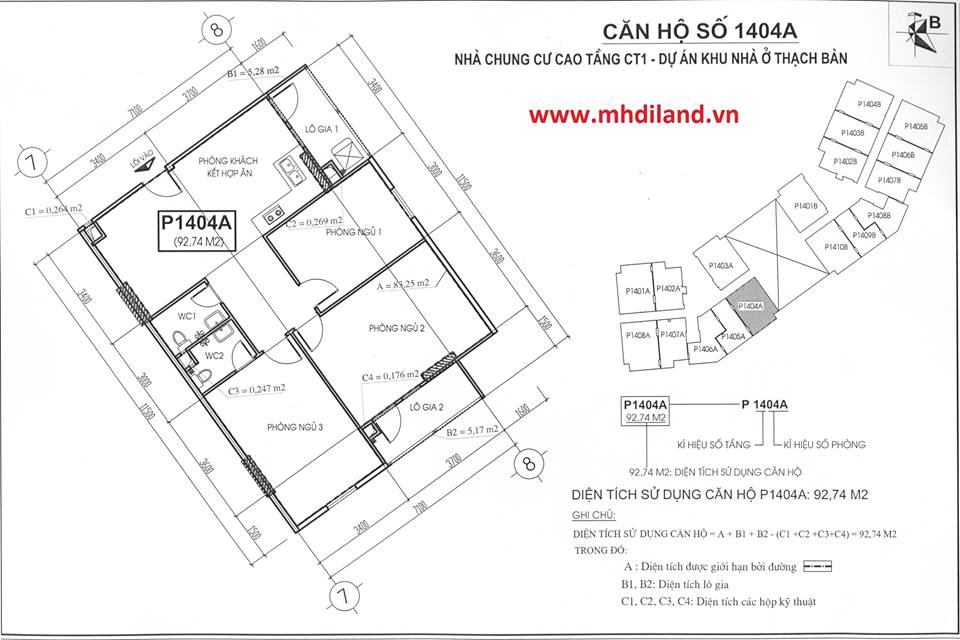 CĂN HỘ SỐ 1404A
NHÀ CHUNG CƯ CAO TẦNG CT1 - DỰ ÁN KHU NHÀ Ở THẠCH BÀN
www.mhdiland.vn
B
8
1600
B1 = 5,28 m2
3700
7100
3400
7
LỐI VÀO
C1 = 0,264 m2
PHÒNG KHÁCH
KẾT HỢP ĂN
LÔ GIA 1
3400
3000
11500
P1404A
(92,74 M2)
C2 = 0,269 m2
PHÒNG NGỦ 1
3600
A = 83,25 m2
3400
WC1
WC2
PHÒNG NGỦ 2
1500
C4 = 0,176 m2
C3 = 0,247 m2
3000
11500
LÔ GIA 2
PHÒNG NGỦ 3
B2 = 5,17 m2
1600
3700
8
3600
1500
3400
7100
7
P1404B
P1403B
P1402B
P1405B
P1406B
P1407B
P1401B
P1408B
P1409B
P1410B
P1403A
P1401A
P1402A
P1404A
P1408A
P1407A
P1405A
P1406A
P1404A
92,74 M2
P 1404A
KÍ HIỆU SỐ TẦNG
KÍ HIỆU SỐ PHÒNG
92,74 M2: DIỆN TÍCH SỬ DỤNG CĂN HỘ
DIỆN TÍCH SỬ DỤNG CĂN HỘ P1404A: 92,74 M2
GHI CHÚ:
DIỆN TÍCH SỬ DỤNG CĂN HỘ = A + B1 + B2 - (C1 +C2 +C3+C4) = 92,74 M2
TRONG ĐÓ:
A : Diện tích được giới hạn bởi đường
B1, B2: Diện tích lô gia
C1, C2, C3, C4: Diện tích các hộp kỹ thuật